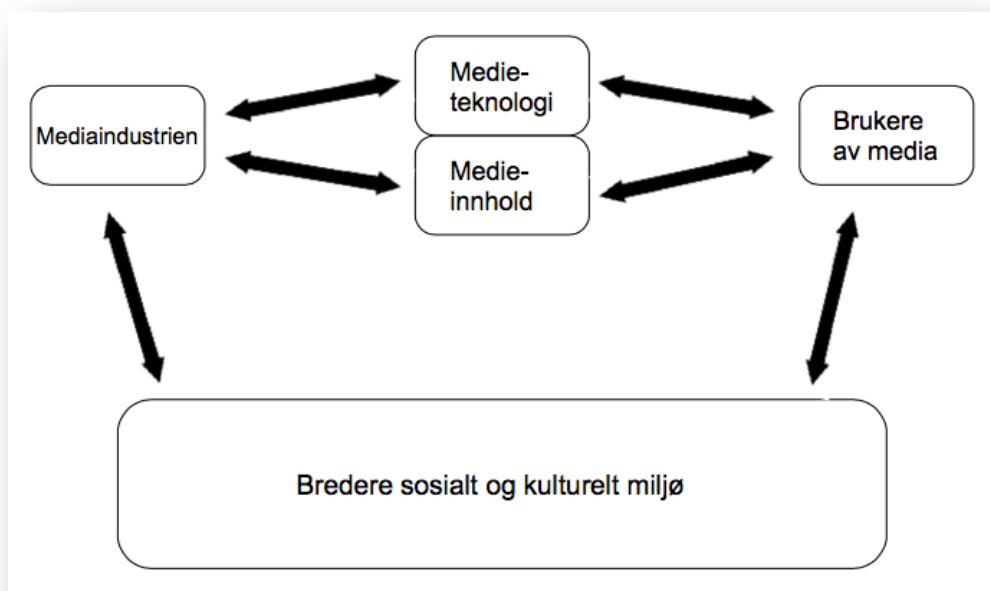 Mediaindustrien
Medie-
teknologi
Medie-
innhold
Brukere
av media
Bredere sosialt og kulturelt miljø